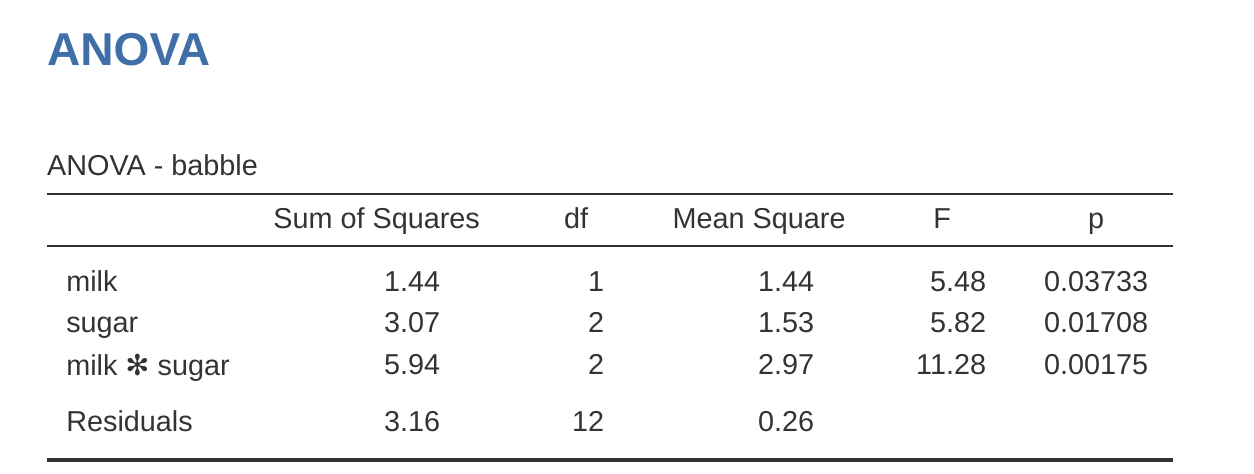 ANOVA
ANOVA - babble
Sum of Squares df Mean Square F p
milk 1.44 1 1.44 5.48 0.03733
sugar 3.07 2 1.53 5.82 0.01708
milk ✻ sugar 5.94 2 2.97 11.28 0.00175
Residuals 3.16 12 0.26